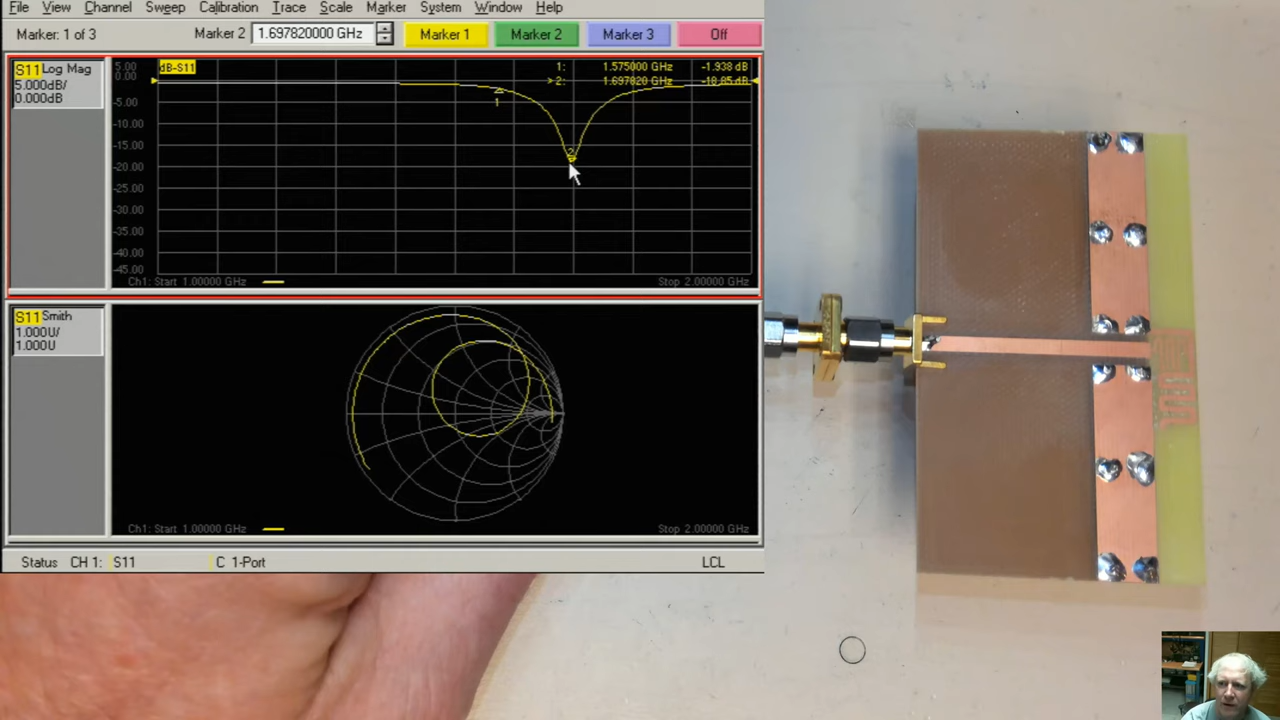 File View Channel Sweep Calibration Trace Scale Marker System Window Help
Marker: 1 of 3 Marker 2 1.697820000 GHz Marker 1 Marker 2 Marker 3 Off
S11 Log Mag
5.000dB/
0.000dB
5.00
0.00
-5.00
-10.00
-15.00
-20.00
-25.00
-30.00
-35.00
-40.00
-45.00
dB-S11
1: 1.575000 GHz -1.938 dB
>2: 1.697820 GHz -18.85 dB
1
2
Ch1: Start 1.00000 GHz Stop 2.00000 GHz
S11 Smith
1.000U/
1.000U
Ch1: Start 1.00000 GHz Stop 2.00000 GHz
Status CH 1: S11 C 1-Port LCL